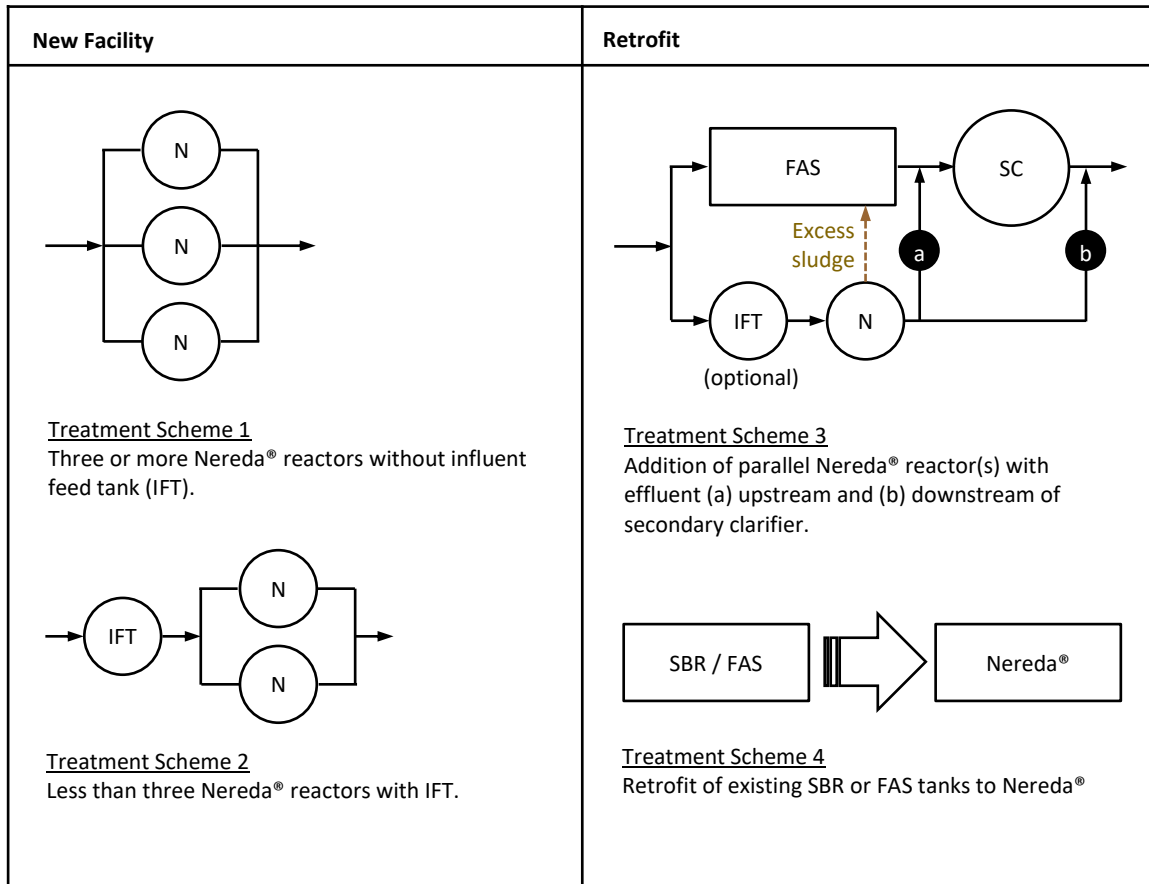 New Facility
N
N
N
Treatment Scheme 1
Three or more Nereda® reactors without influent
feed tank (IFT).
IFT
N
N
Treatment Scheme 2
Less than three Nereda® reactors with IFT.
Retrofit
FAS
SC
Excess
sludge
a
b
IFT
N
(optional)
Treatment Scheme 3
Addition of parallel Nereda® reactor(s) with
effluent (a) upstream and (b) downstream of
secondary clarifier.
SBR / FAS
Nereda®
Treatment Scheme 4
Retrofit of existing SBR or FAS tanks to Nereda®